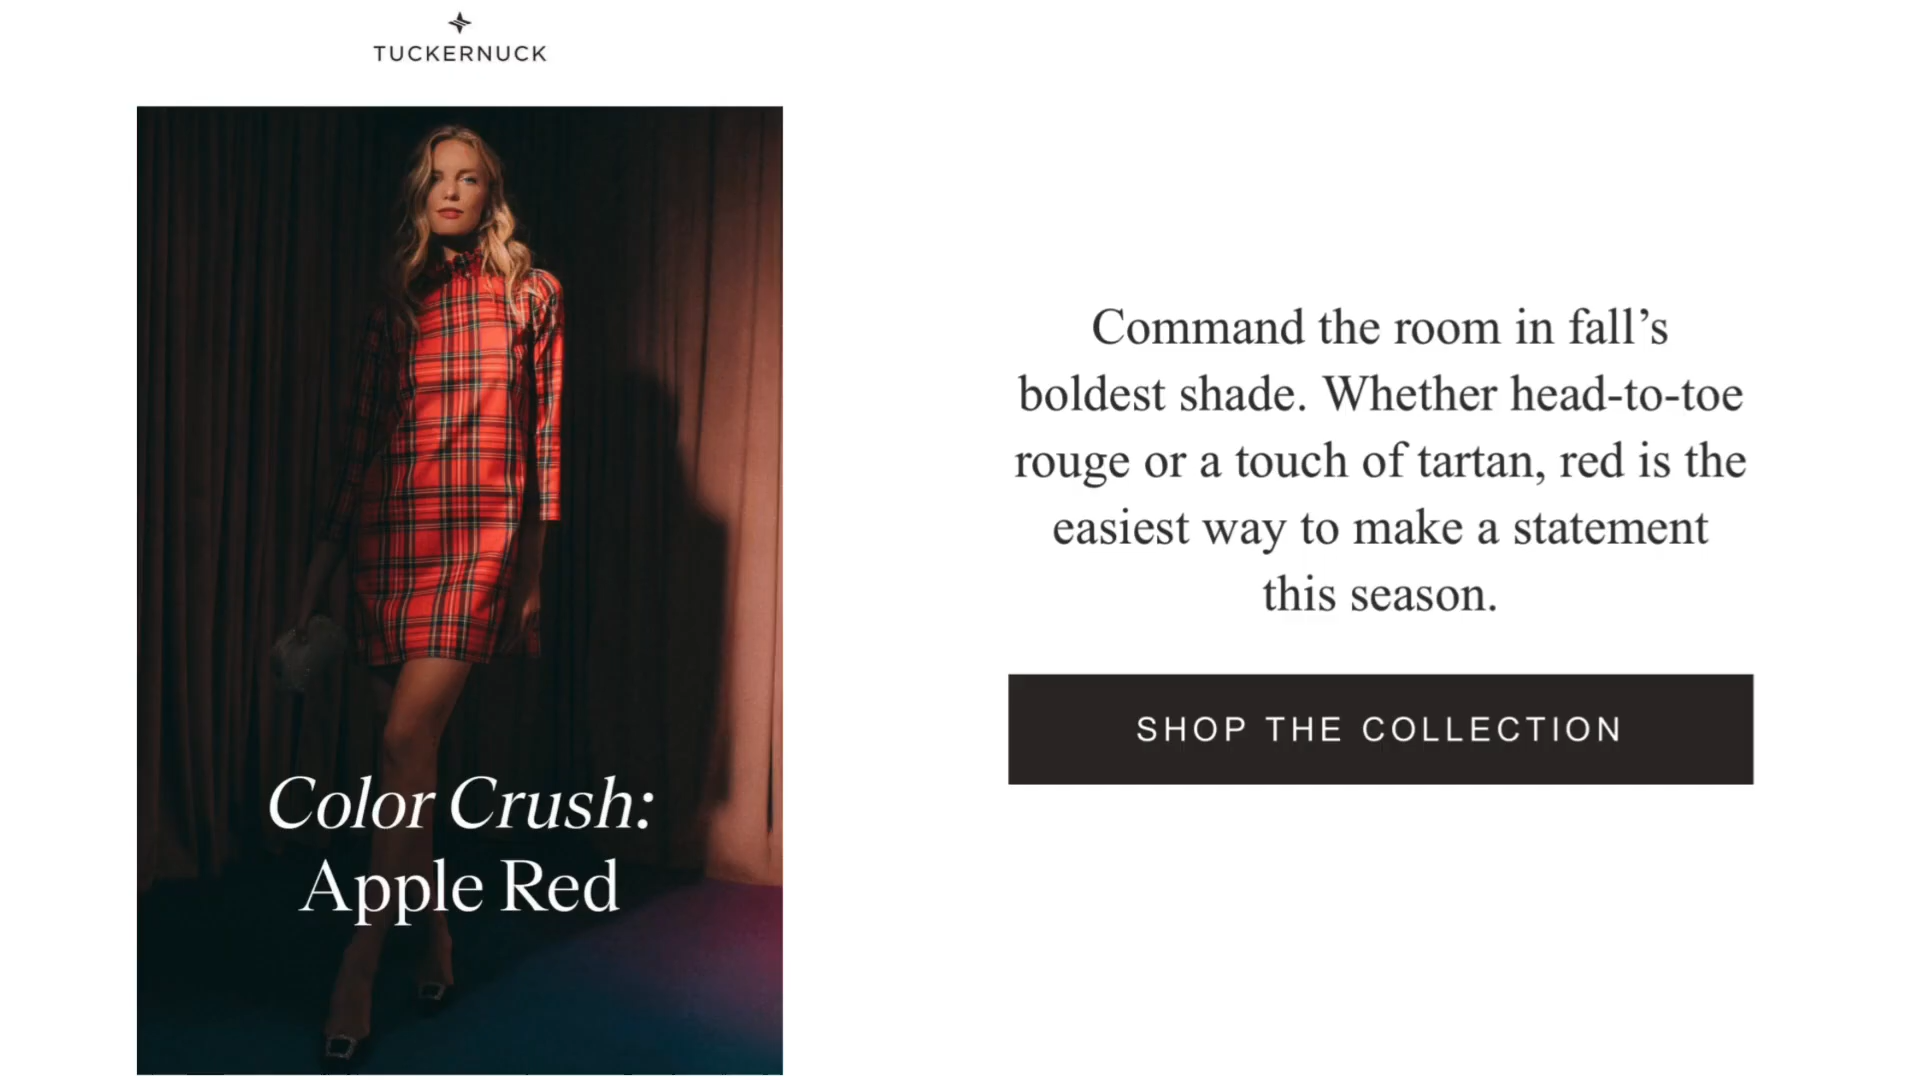 TUCKERNUCK
Color Crush:
Apple Red
Command the room in fall’s
boldest shade. Whether head-to-toe
rouge or a touch of tartan, red is the
easiest way to make a statement
this season.
SHOP THE COLLECTION